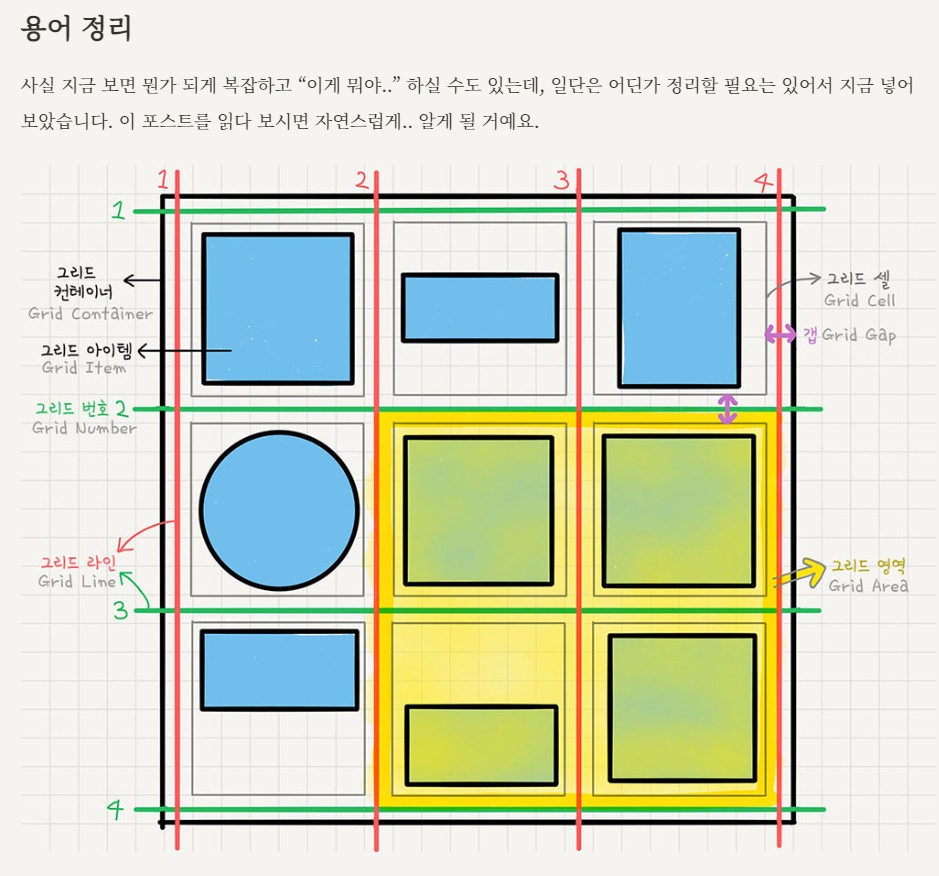 용어 정리
사실 지금 보면 뭔가 되게 복잡하고 “이게 뭐야..” 하실 수도 있는데, 일단은 어딘가 정리할 필요는 있어서 지금 넣어
보았습니다. 이 포스트를 읽다 보시면 자연스럽게.. 알게 될 거예요.
1 2 3 4
1
그리드
컨테이너
Grid Container
그리드 아이템
Grid Item
그리드 셀
Grid Cell
갭 Grid Gap
그리드 번호 2
Grid Number
그리드 라인
Grid Line
그리드 영역
Grid Area
3
4